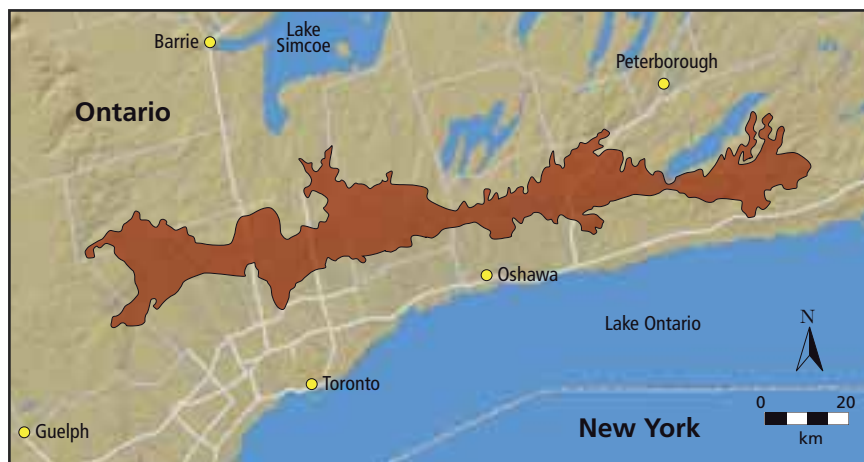 Lake
Simcoe
Barrie
Peterborough
Ontario
Oshawa
Lake Ontario
N
Toronto
0 20
km
Guelph
New York